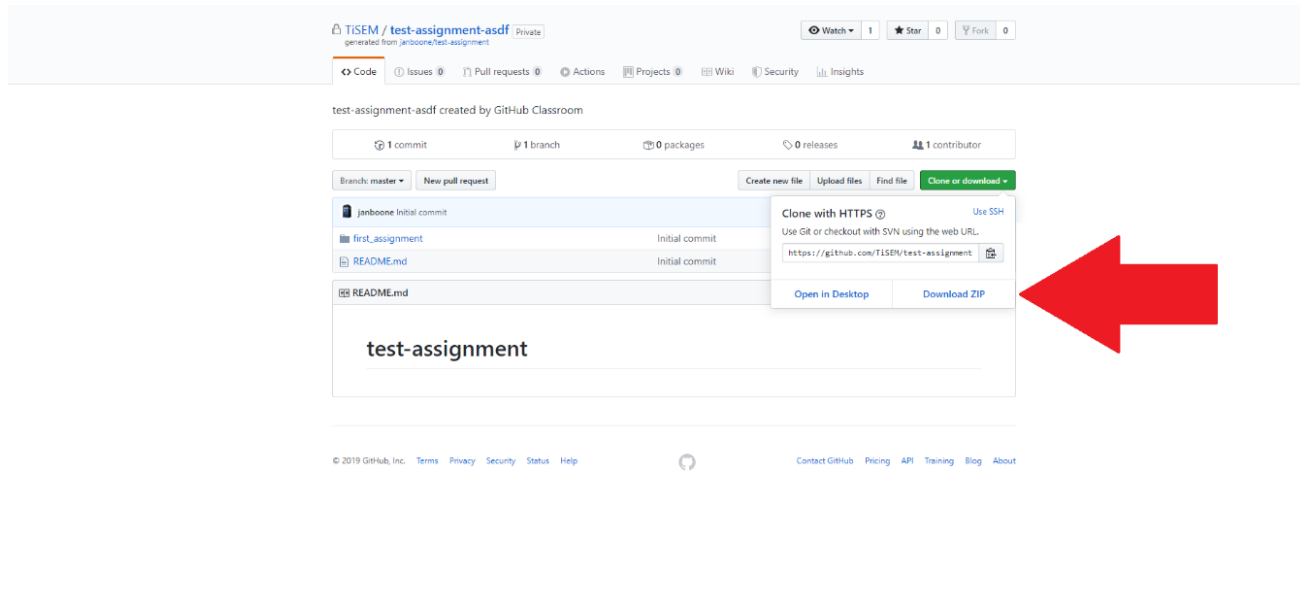 TiSEM / test-assignment-asdf Private
generated from janboone/test-assignment
Watch 1 Star 0 Fork 0
Code Issues 0 Pull requests 0 Actions Projects 0 Wiki Security Insights
test-assignment-asdf created by GitHub Classroom
1 commit 1 branch 0 packages 0 releases 1 contributor
Branch: master New pull request Create new file Upload files Find file Clone or download
janboone Initial commit
first_assignment Initial commit
README.md Initial commit
Clone with HTTPS Use SSH
Use Git or checkout with SVN using the web URL.
https://github.com/TiSEM/test-assignment
Open in Desktop Download ZIP
README.md
test-assignment
© 2019 GitHub, Inc. Terms Privacy Security Status Help Contact GitHub Pricing API Training Blog About